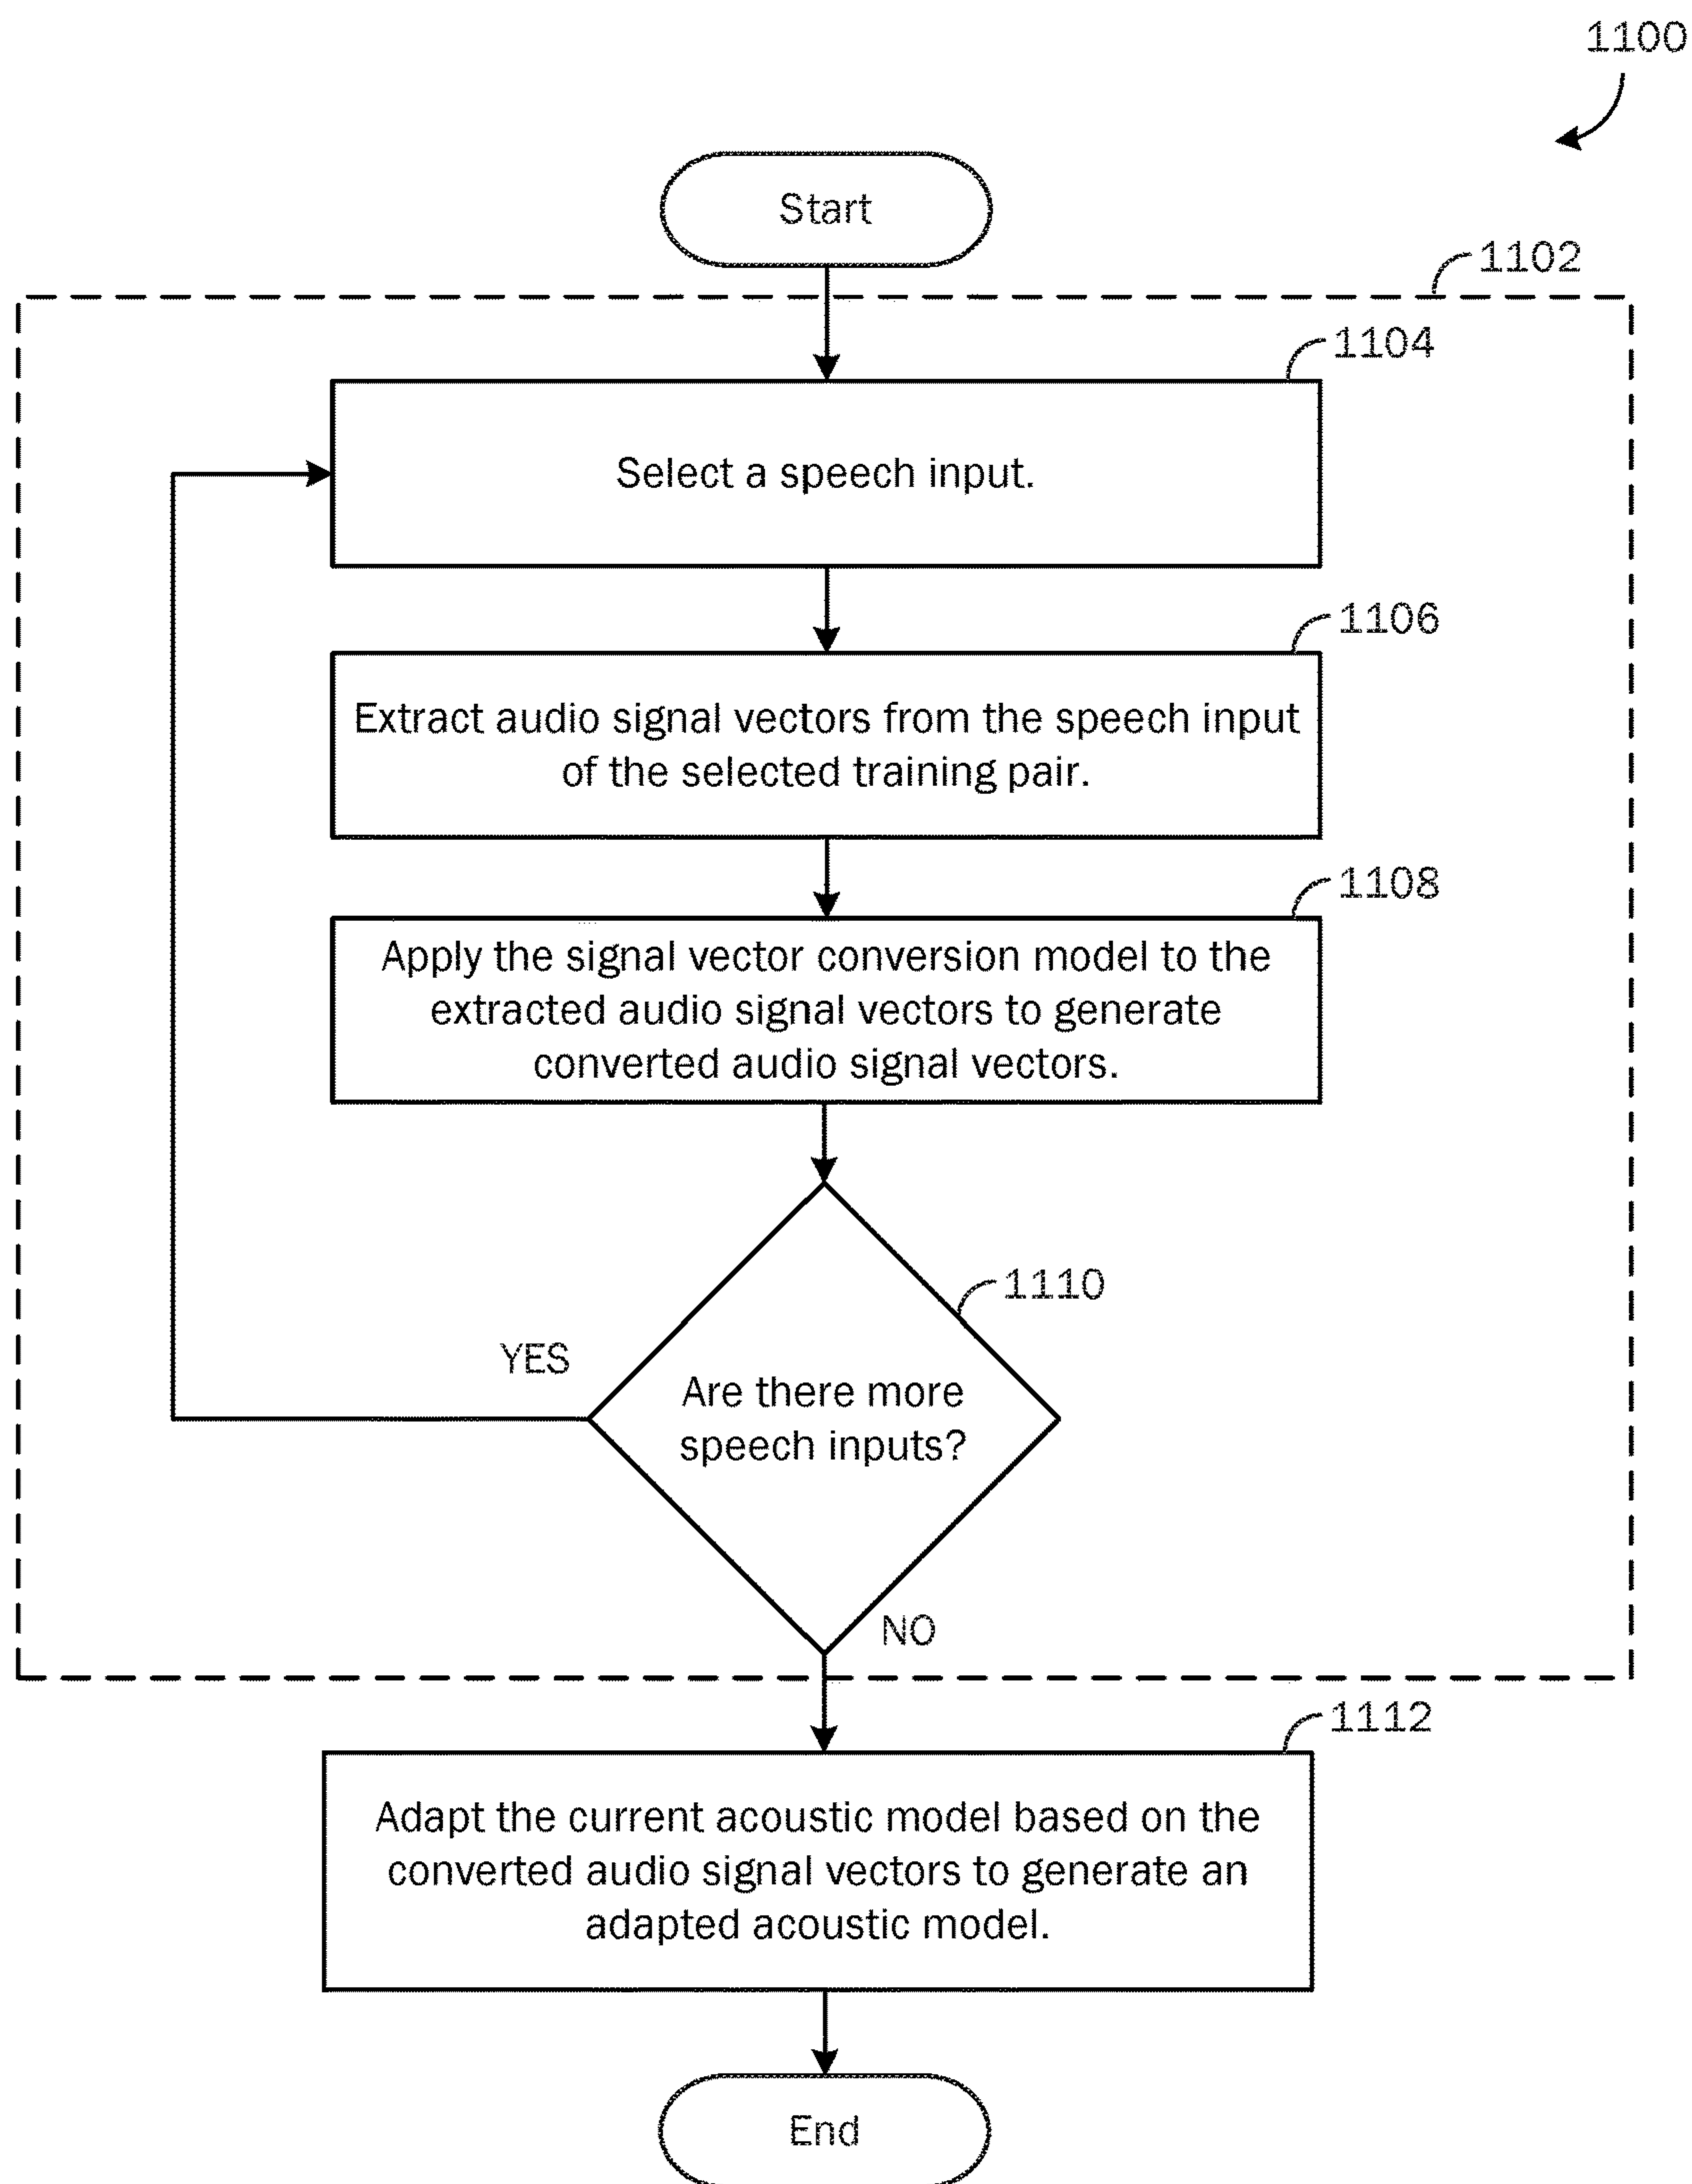 1100
Start
1102
1104
Select a speech input.
1106
Extract audio signal vectors from the speech input
of the selected training pair.
1108
Apply the signal vector conversion model to the
extracted audio signal vectors to generate
converted audio signal vectors.
1110
YES
Are there more
speech inputs?
NO
1112
Adapt the current acoustic model based on the
converted audio signal vectors to generate an
adapted acoustic model.
End